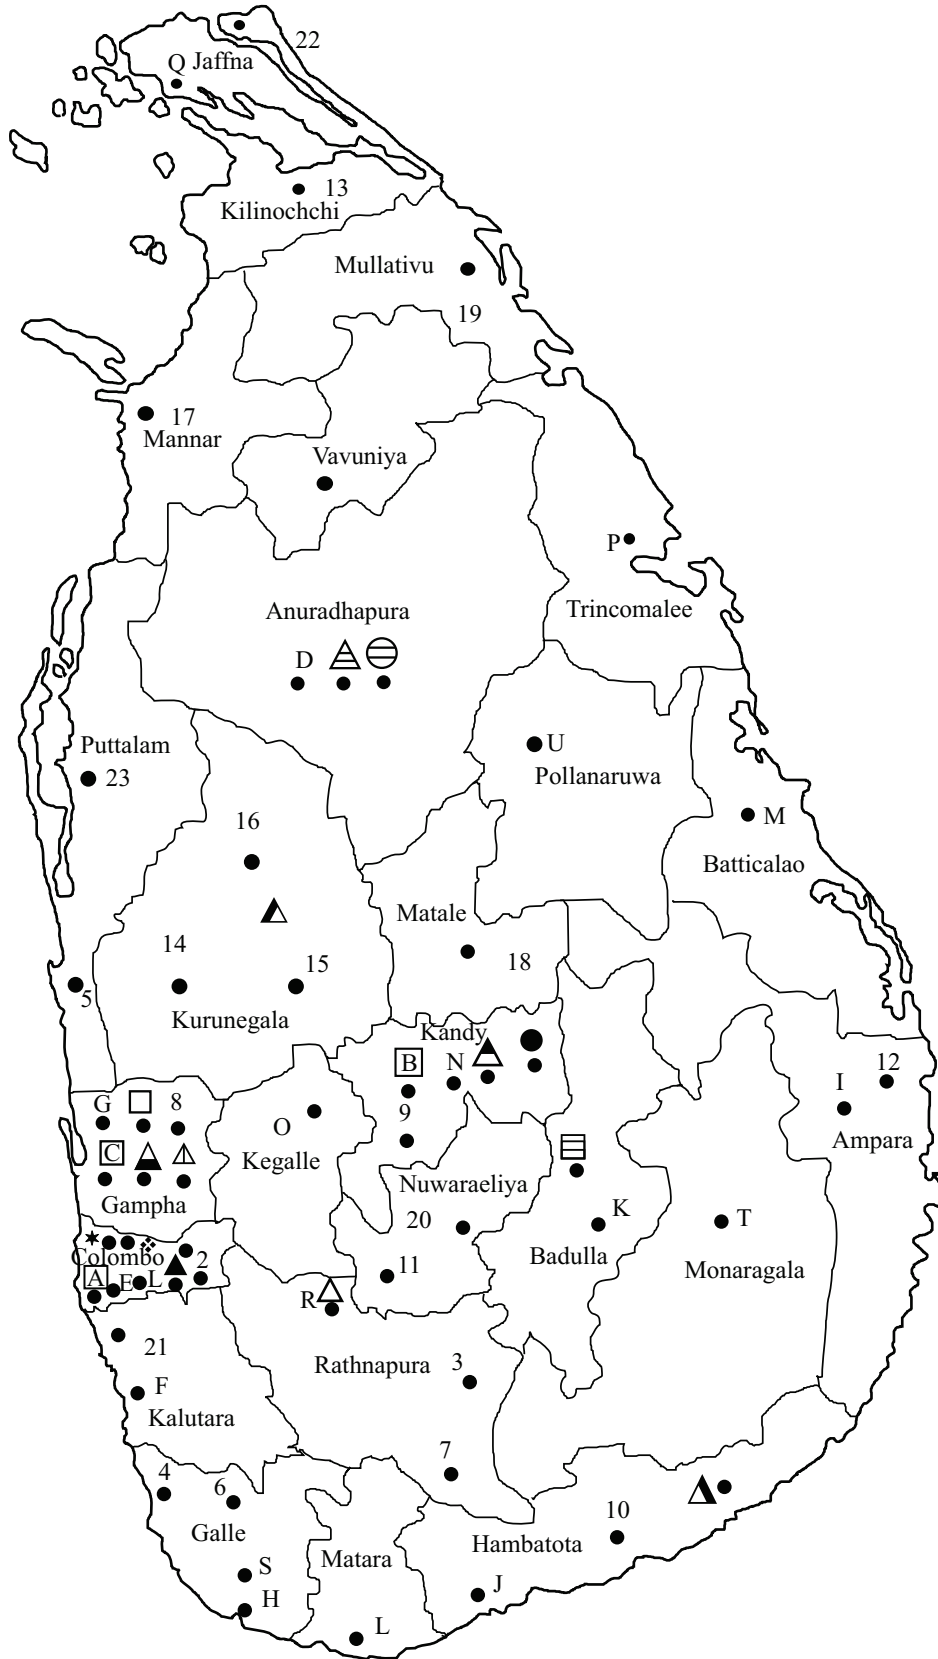 22
Q Jaffna
13
Kilinochchi
Mullativu
19
17
Mannar
Vavuniya
P
Trincomalee
Anuradhapura
D
U
Pollanaruwa
Puttalam
23
M
Batticalao
16
Matale
18
14
15
5
Kurunegala
Kandy
B
N
9
12
I
Ampara
G
8
C
Gampha
O
Kegalle
Nuwaraeliya
20
11
K
Badulla
T
Monaragala
Colombo
2
A
E
L
R
Rathnapura
3
21
F
Kalutara
7
4
6
Galle
S
H
Matara
L
10
Hambatota
J